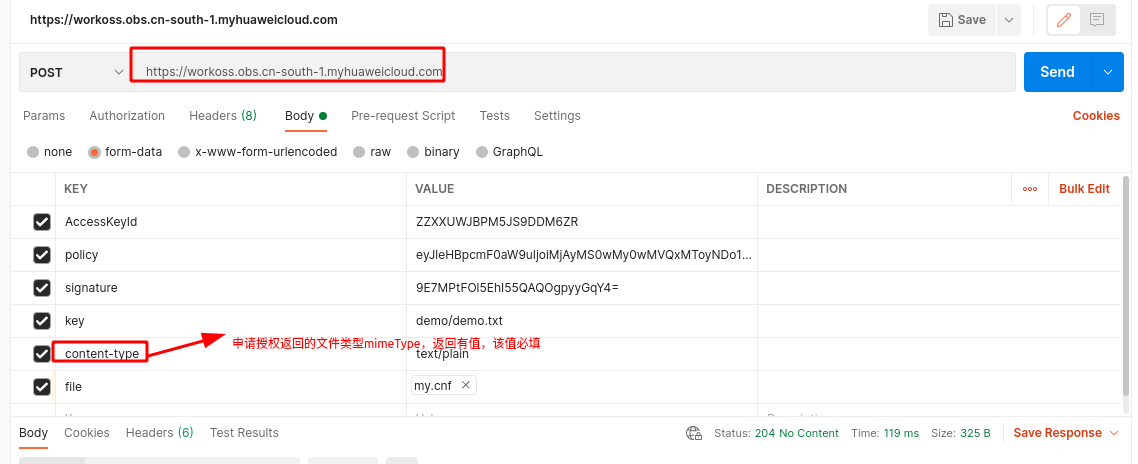 https://workoss.obs.cn-south-1.myhuaweicloud.com
Save
POST https://workoss.obs.cn-south-1.myhuaweicloud.com Send
Params Authorization Headers (8) Body Pre-request Script Tests Settings Cookies
none form-data x-www-form-urlencoded raw binary GraphQL
KEY VALUE DESCRIPTION Bulk Edit
AccessKeyId ZZXXUWJBPM5JS9DDM6ZR
policy eyJleHBpcmF0aW9uIjoiMjAyMS0wMy0wMVQxMToyNDo1...
signature 9E7MPtFOl5Ehl55QAQOgpyyGqY4=
key demo/demo.txt
申请授权返回的文件类型mimeType，返回有值，该值必填
content-type text/plain
file my.cnf
Body Cookies Headers (6) Test Results Status: 204 No Content Time: 119 ms Size: 325 B Save Response